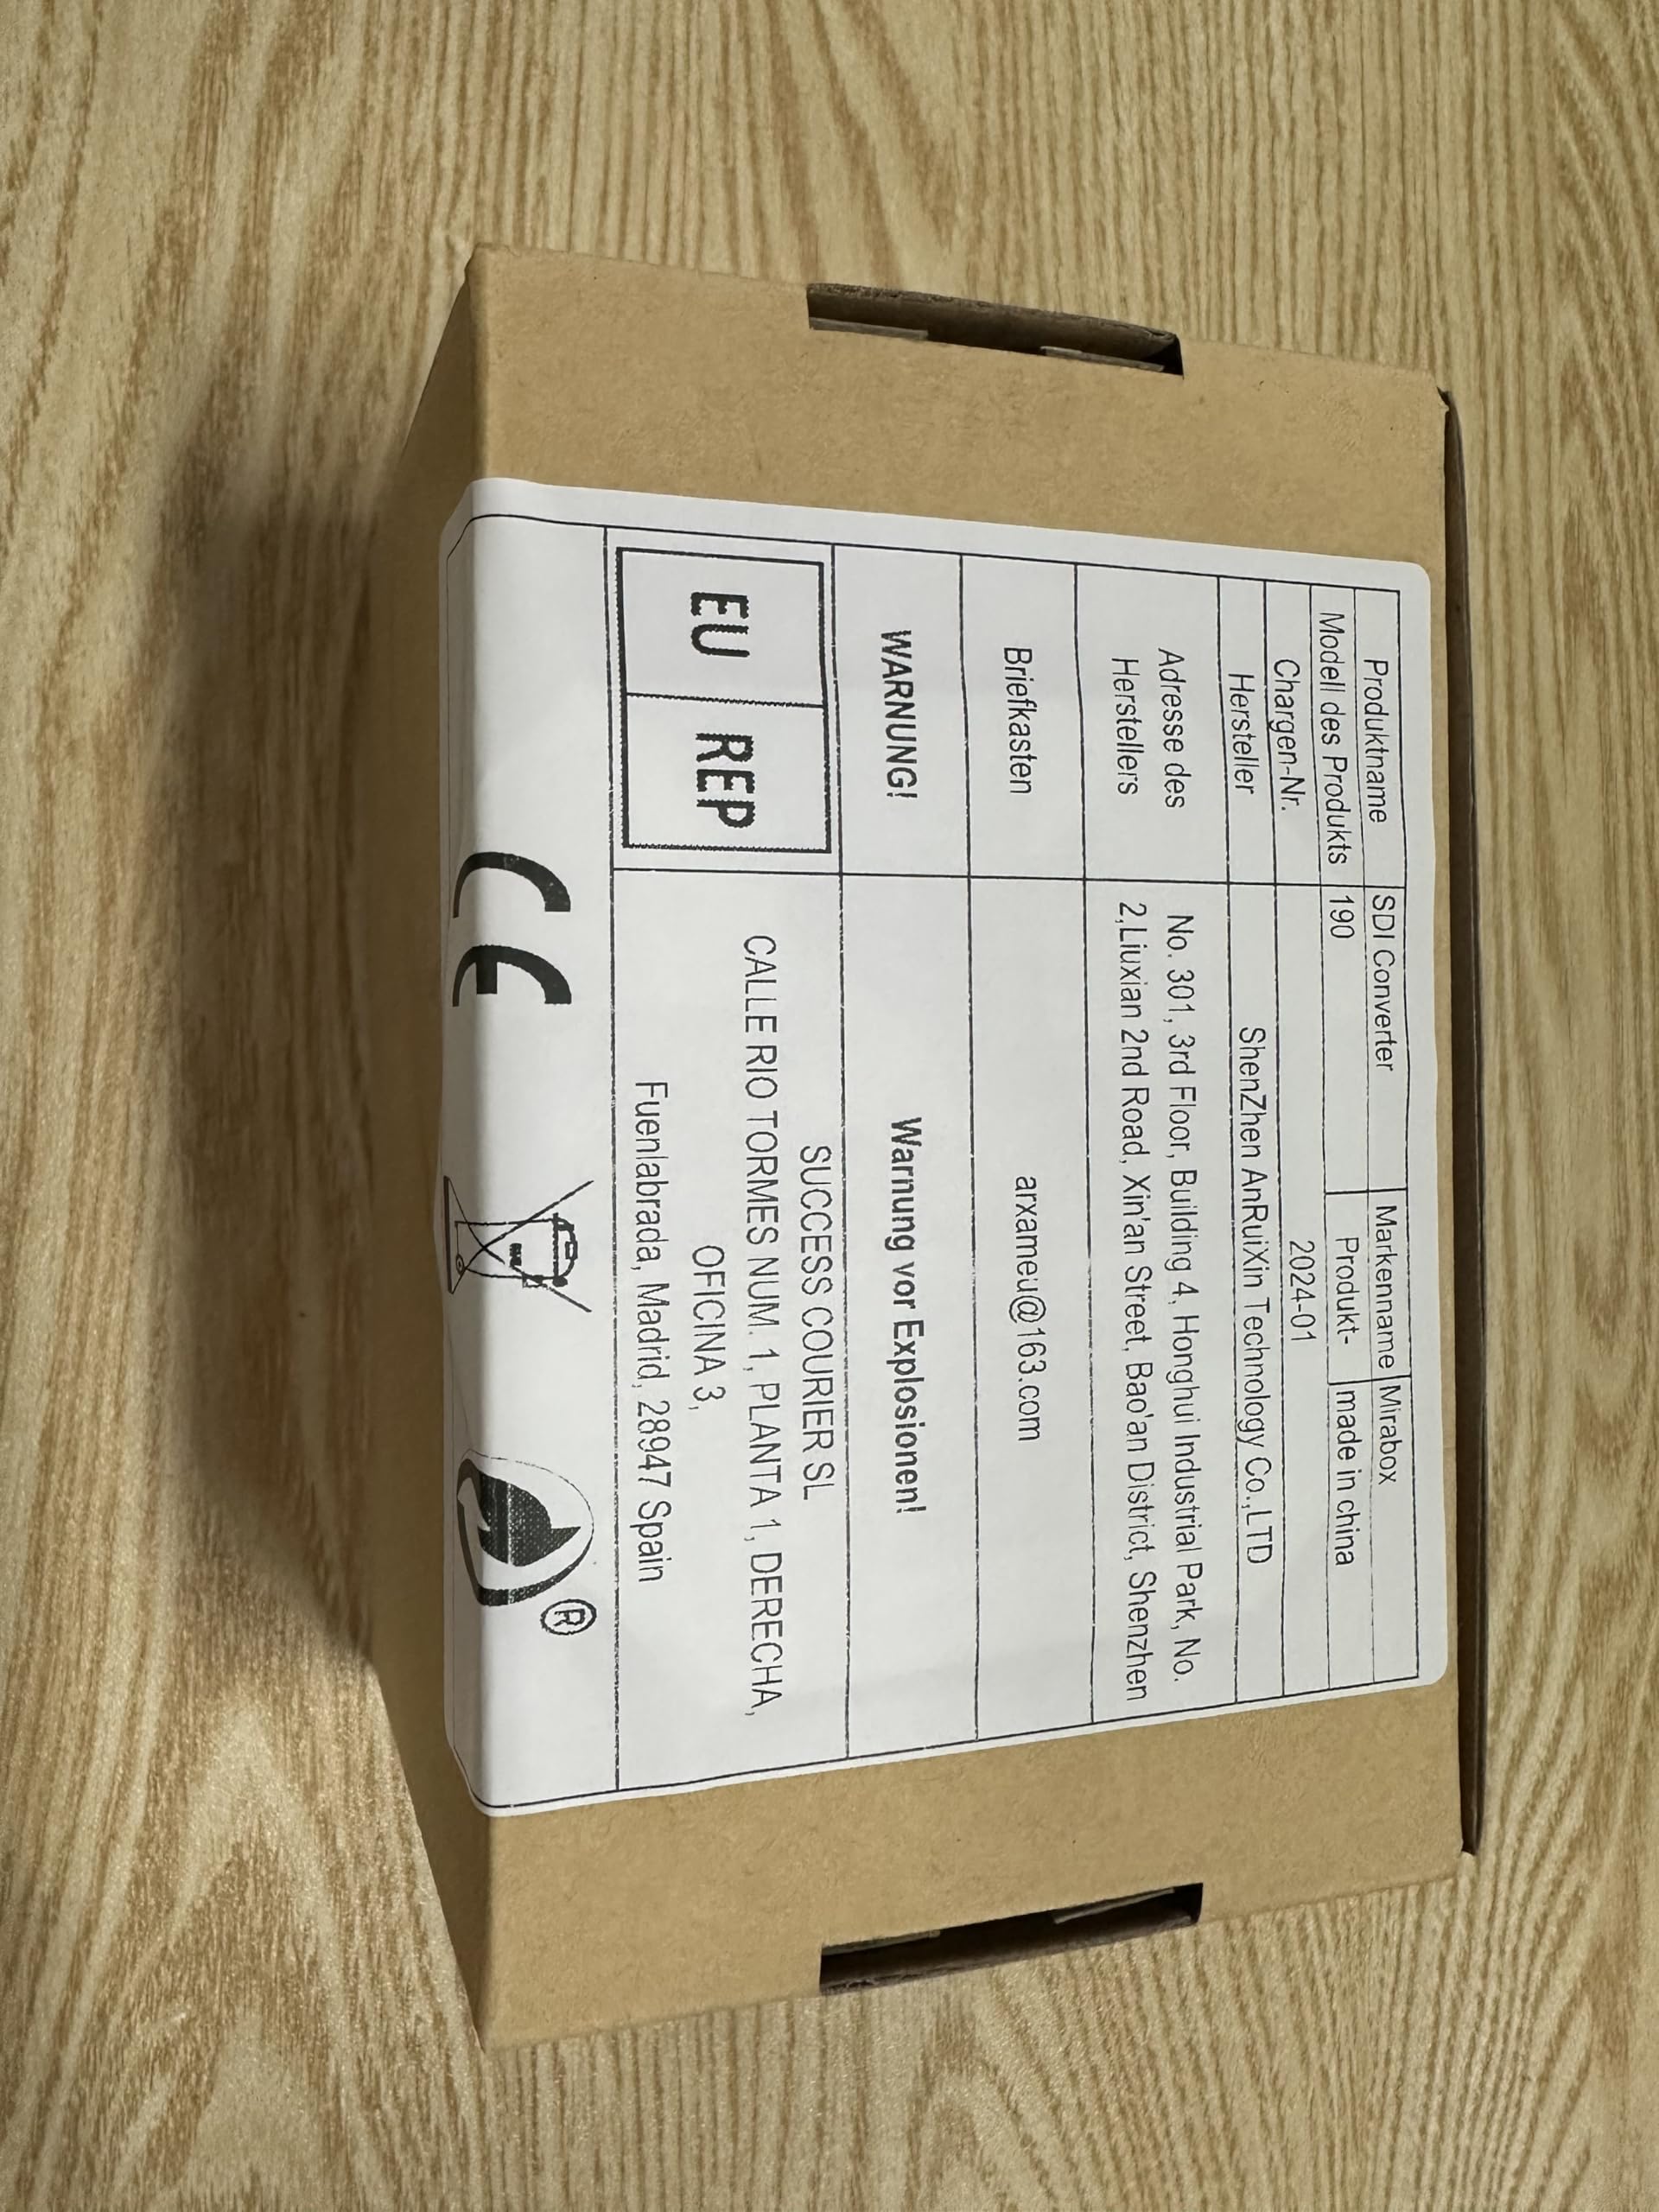 Produktname SDI Converter Markenname Mirabox
Modell des Produkts 190 Produkt- made in china
Chargen-Nr. 2024-01
Hersteller ShenZhen AnRuiXin Technology Co.,LTD
Adresse des Herstellers
No. 301, 3rd Floor, Building 4, Honghui Industrial Park, No.
2,Liuxian 2nd Road, Xin'an Street, Bao'an District, Shenzhen
Briefkasten arxameu@163.com
WARNUNG! Warnung vor Explosionen!
EU REP
SUCCESS COURIER SL
CALLE RIO TORMES NUM. 1, PLANTA 1, DERECHA,
OFICINA 3,
Fuenlabrada, Madrid, 28947 Spain
CE
®